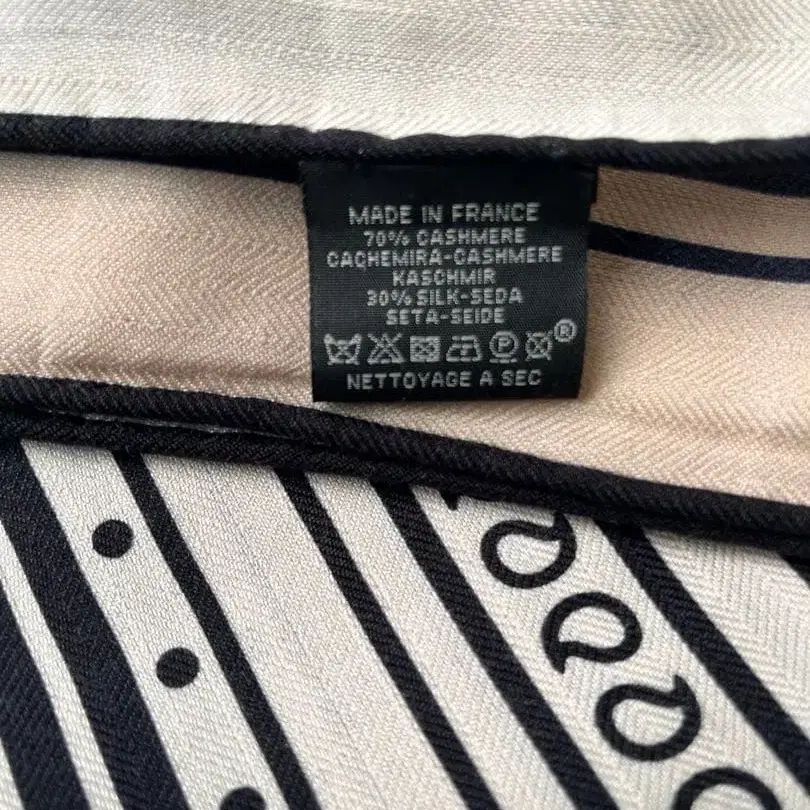 MADE IN FRANCE
70% CASHMERE
CACHEMIRA-CASHMERE
KASCHMIR
30% SILK-SEDA
SETA-SEIDE
P ®
NETTOYAGE A SEC